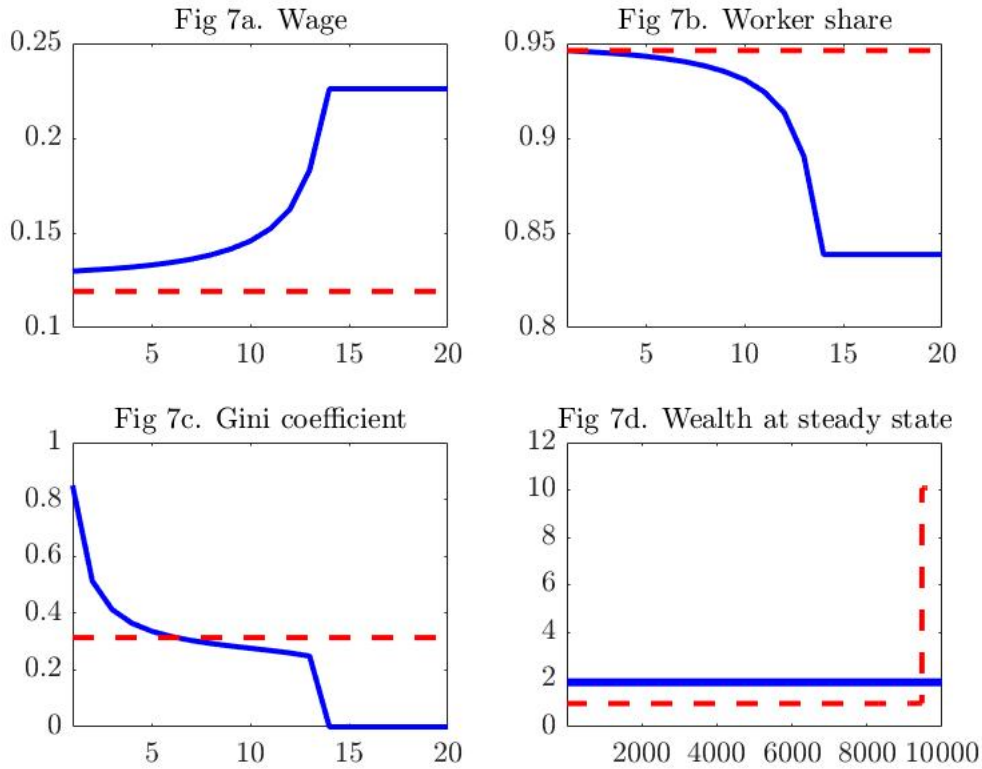 Fig 7a. Wage
0.25
0.2
0.15
0.1
5 10 15 20
Fig 7b. Worker share
0.95
0.9
0.85
0.8
5 10 15 20
Fig 7c. Gini coefficient
1
0.8
0.6
0.4
0.2
0
5 10 15 20
Fig 7d. Wealth at steady state
12
10
8
6
4
2
0
2000 4000 6000 8000 10000